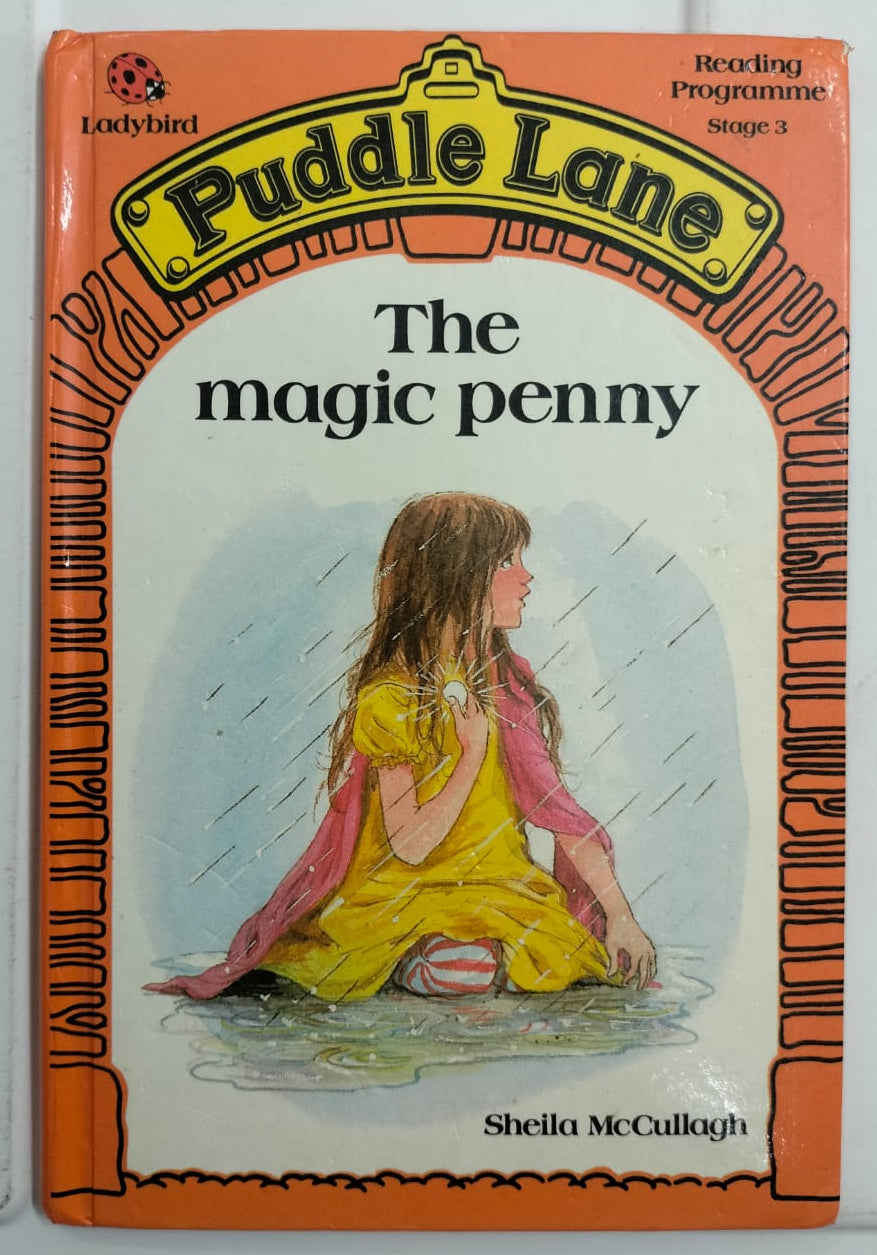 Ladybird
Reading
Programme
Stage 3
Puddle Lane
The
magic penny
Sheila McCullagh